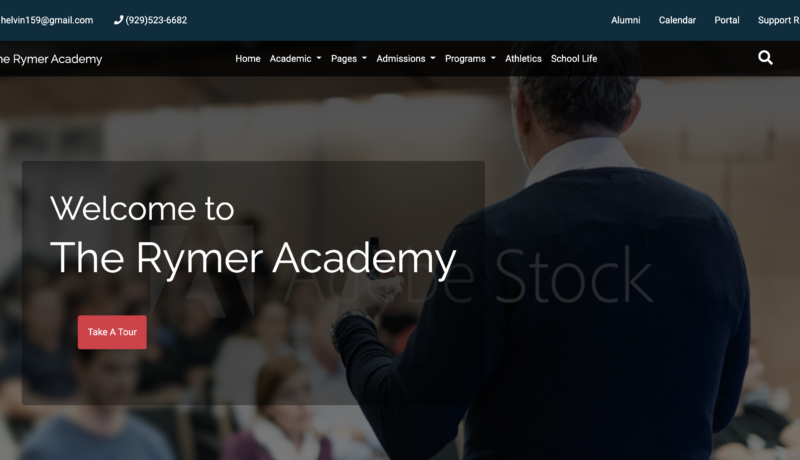 helvin159@gmail.com (929)523-6682 Alumni Calendar Portal Support R
he Rymer Academy Home Academic Pages Admissions Programs Athletics School Life
Welcome to
The Rymer Academy
Adobe Stock
Take A Tour